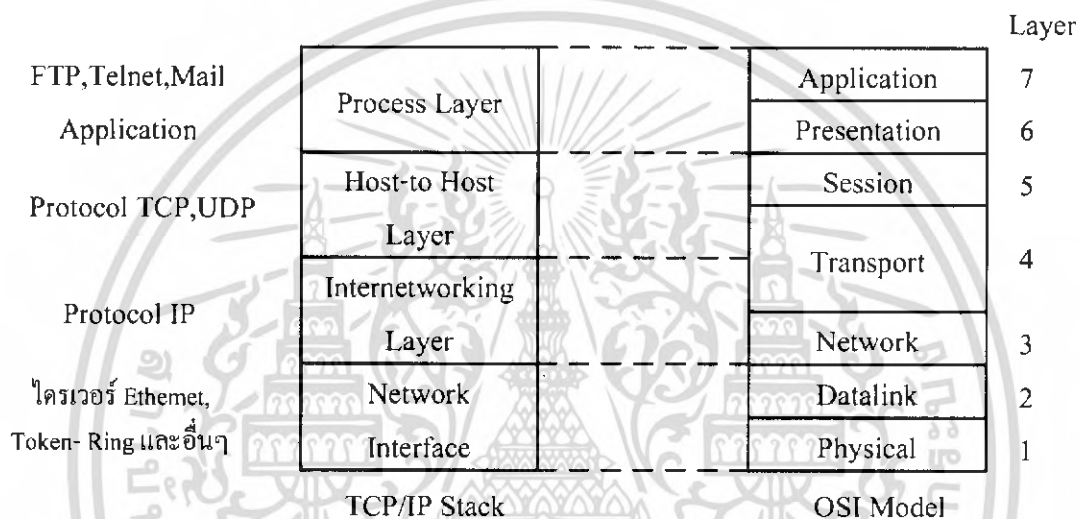 Layer
FTP,Telnet,Mail
Application
Process Layer
Application 7
Presentation 6
Protocol TCP,UDP
Host-to Host
Layer
Session 5
Transport 4
Protocol IP
Internetworking
Layer
Network 3
ไดรเวอร์ Ethernet,
Token- Ring และอื่นๆ
Network
Interface
Datalink 2
Physical 1
TCP/IP Stack
OSI Model